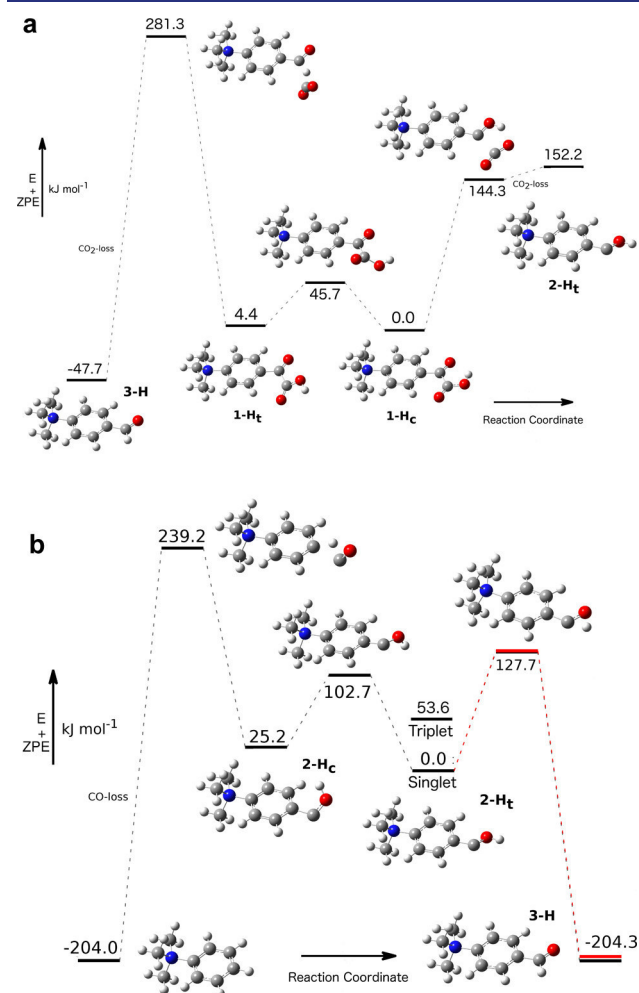 a
281.3
E
+
ZPE
kJ mol-1
CO2-loss
-47.7
3-H
4.4
1-Ht
45.7
0.0
1-Hc
144.3
CO2-loss
152.2
2-Ht
Reaction Coordinate
b
239.2
E
+
ZPE
kJ mol-1
CO-loss
-204.0
25.2
2-Hc
102.7
53.6
Triplet
0.0
Singlet
2-Ht
127.7
3-H
-204.3
Reaction Coordinate